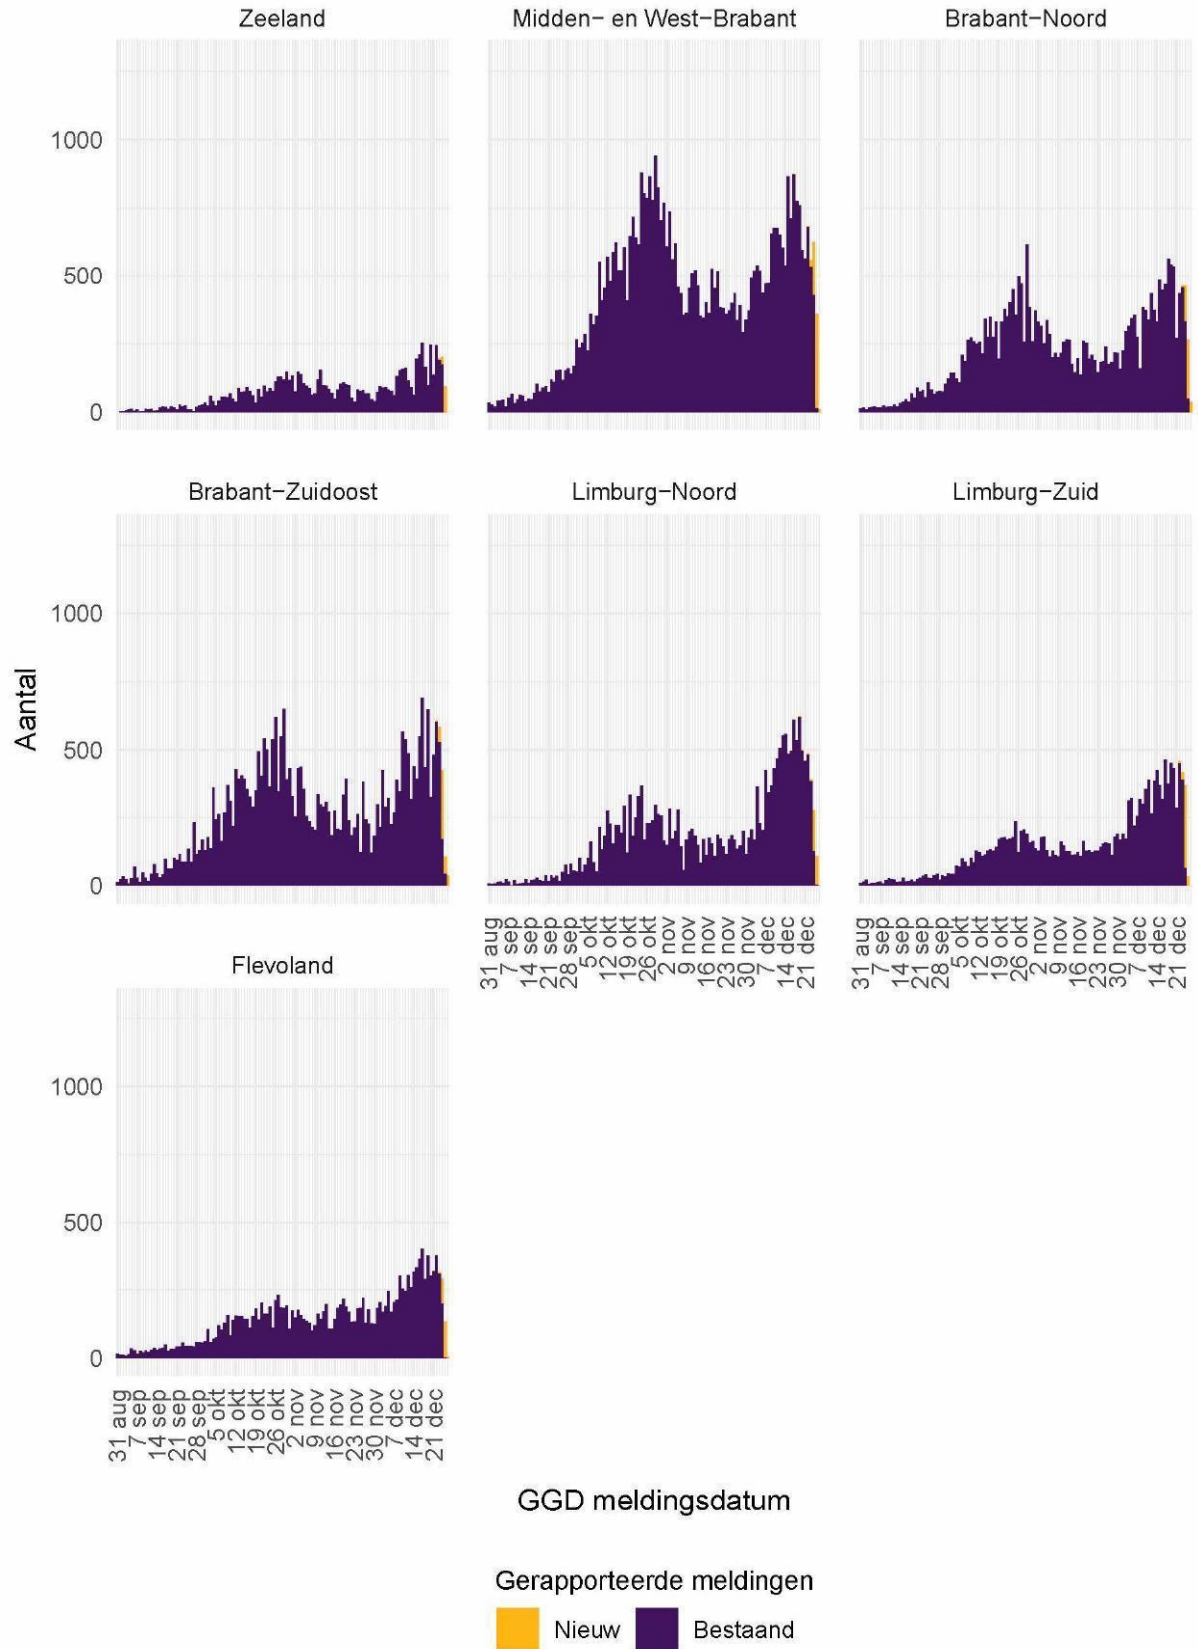 Zeeland
Midden- en West-Brabant
Brabant-Noord
1000
500
0
Brabant-Zuidoost
Limburg-Noord
Limburg-Zuid
Aantal
1000
500
0
31 aug
7 sep
14 sep
21 sep
28 sep
5 okt
12 okt
19 okt
26 okt
2 nov
9 nov
16 nov
23 nov
30 nov
7 dec
14 dec
21 dec
31 aug
7 sep
14 sep
21 sep
28 sep
5 okt
12 okt
19 okt
26 okt
2 nov
9 nov
16 nov
23 nov
30 nov
7 dec
14 dec
21 dec
Flevoland
1000
500
0
31 aug
7 sep
14 sep
21 sep
28 sep
5 okt
12 okt
19 okt
26 okt
2 nov
9 nov
16 nov
23 nov
30 nov
7 dec
14 dec
21 dec
GGD meldingsdatum
Gerapporteerde meldingen
Nieuw
Bestaand